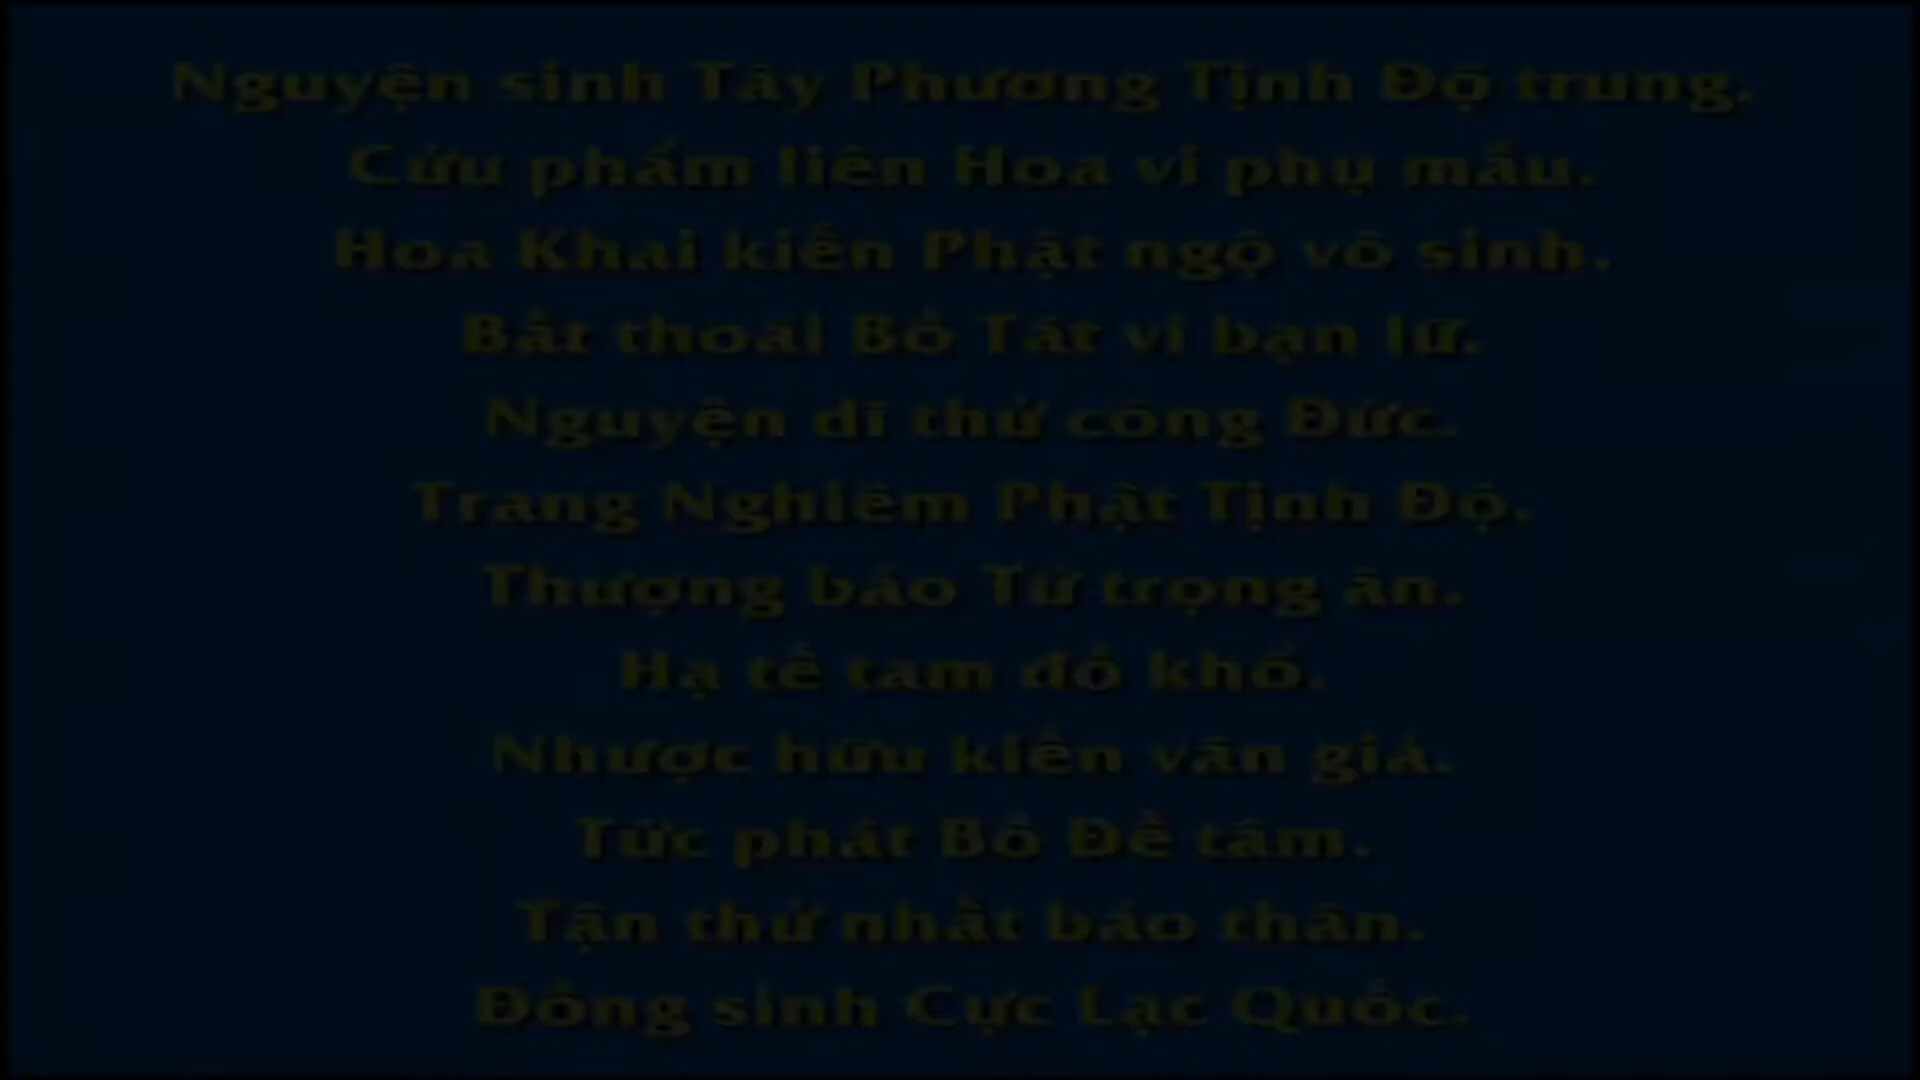 Nguyện sinh Tây Phương Tịnh Độ trung.
Cửu phẩm liên Hoa vi phụ mẫu.
Hoa Khai kiến Phật ngộ vô sinh.
Bất thoái Bồ Tát vi bạn lữ.
Nguyện dĩ thử công Đức.
Trang Nghiêm Phật Tịnh Độ.
Thượng báo Tứ trọng ân.
Hạ tế tam đồ khổ.
Nhược hữu kiến văn giả.
Tức phát Bồ Đề tâm.
Tận thử nhất báo thân.
Đồng sinh Cực Lạc Quốc.